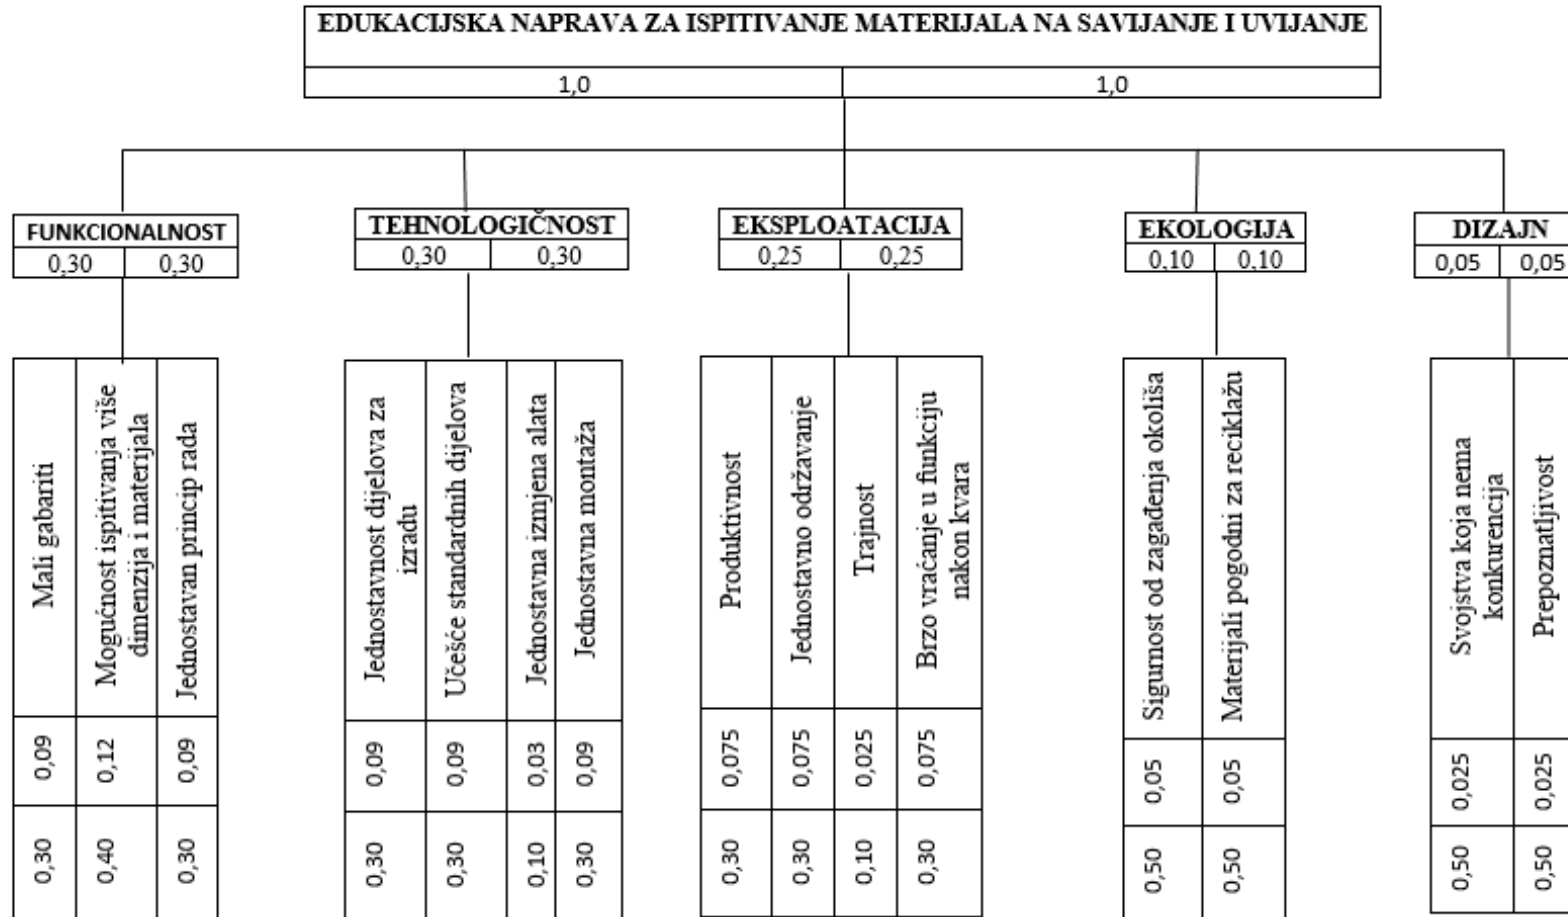 EDUKACIJSKA NAPRAVA ZA ISPITIVANJE MATERIJALA NA SAVIJANJE I UVIJANJE
1,0 1,0
FUNKCIONALNOST
0,30 0,30
Mali gabariti
Mogućnost ispitivanja više
dimenzija i materijala
Jednostavan princip rada
0,09 0,12 0,09
0,30 0,40 0,30
TEHNOLOGIČNOST
0,30 0,30
Jednostavnost dijelova za
izradu
Učešće standardnih dijelova
Jednostavna izmjena alata
Jednostavna montaža
0,09 0,09 0,03 0,09
0,30 0,30 0,10 0,30
EKSPLOATACIJA
0,25 0,25
Produktivnost
Jednostavno održavanje
Trajnost
Brzo vraćanje u funkciju
nakon kvara
0,075 0,075 0,025 0,075
0,30 0,30 0,10 0,30
EKOLOGIJA
0,10 0,10
Sigurnost od zagađenja okoliša
Materijali pogodni za reciklažu
0,05 0,05
0,50 0,50
DIZAJN
0,05 0,05
Svojstva koja nema
konkurencija
Prepoznatljivost
0,025 0,025
0,50 0,50